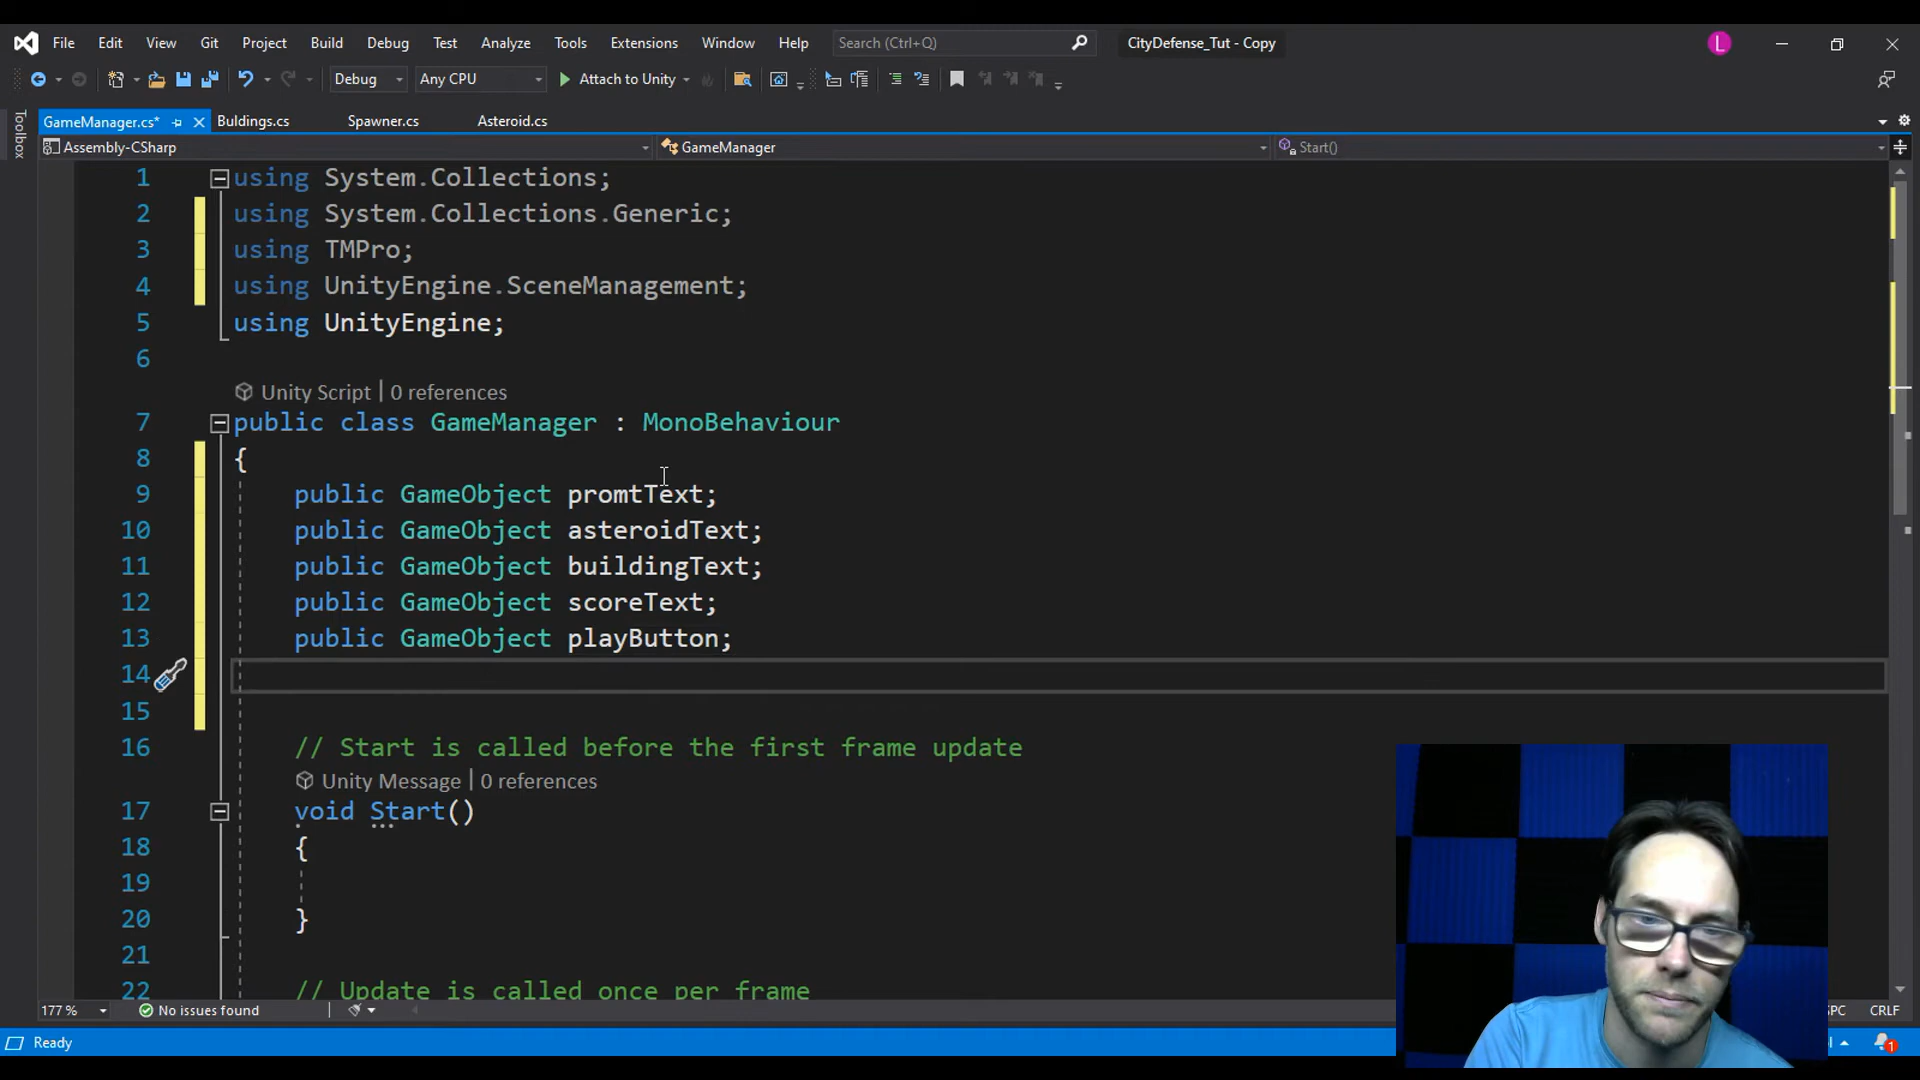 File Edit View Git Project Build Debug Test Analyze Tools Extensions Window Help Search (Ctrl+Q) CityDefense_Tut - Copy L
Debug Any CPU Attach to Unity
Toolbox
GameManager.cs* Buldings.cs Spawner.cs Asteroid.cs
Assembly-CSharp GameManager Start()
1 using System.Collections;
2 using System.Collections.Generic;
3 using TMPro;
4 using UnityEngine.SceneManagement;
5 using UnityEngine;
6
Unity Script | 0 references
7 public class GameManager : MonoBehaviour
8 {
9 public GameObject promtText;
10 public GameObject asteroidText;
11 public GameObject buildingText;
12 public GameObject scoreText;
13 public GameObject playButton;
14
15
16 // Start is called before the first frame update
Unity Message | 0 references
17 void Start()
18 {
19
20 }
21
22 // Update is called once per frame
177 % No issues found SPC CRLF
Ready 1